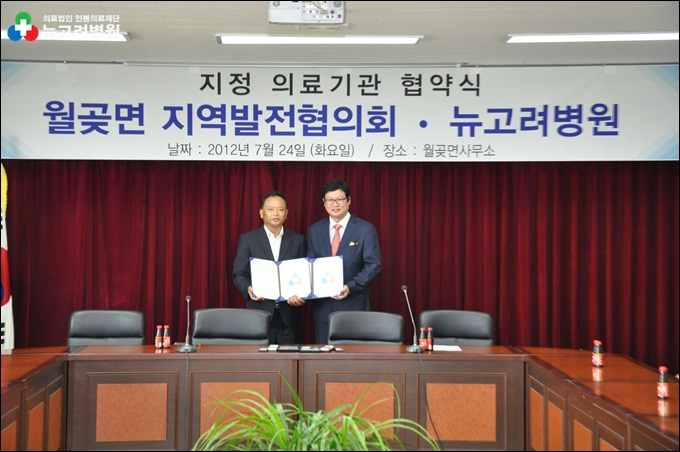 의료법인 인봉의료재단
뉴고려병원
지정 의료기관 협약식
월곶면 지역발전협의회 · 뉴고려병원
날짜 : 2012년 7월 24일 (화요일) / 장소 : 월곶면사무소